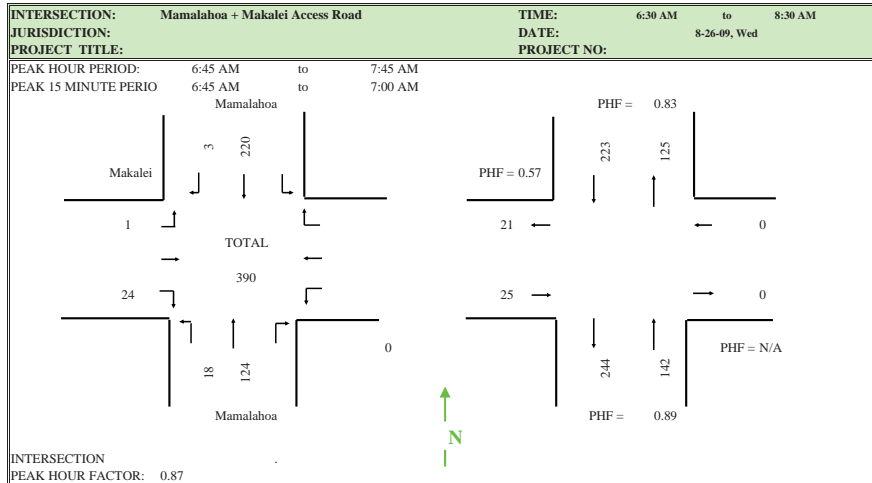 INTERSECTION: Mamalahoa + Makalei Access Road TIME: 6:30 AM to 8:30 AM
JURISDICTION: DATE: 8-26-09, Wed
PROJECT TITLE: PROJECT NO:
PEAK HOUR PERIOD: 6:45 AM to 7:45 AM
PEAK 15 MINUTE PERIO 6:45 AM to 7:00 AM
Mamalahoa PHF = 0.83
3 220 223 125
Makalei PHF = 0.57
1 21 0
TOTAL
390
24 25 0
0 PHF = N/A
18 124 244 142
Mamalahoa PHF = 0.89
N
INTERSECTION .
PEAK HOUR FACTOR: 0.87